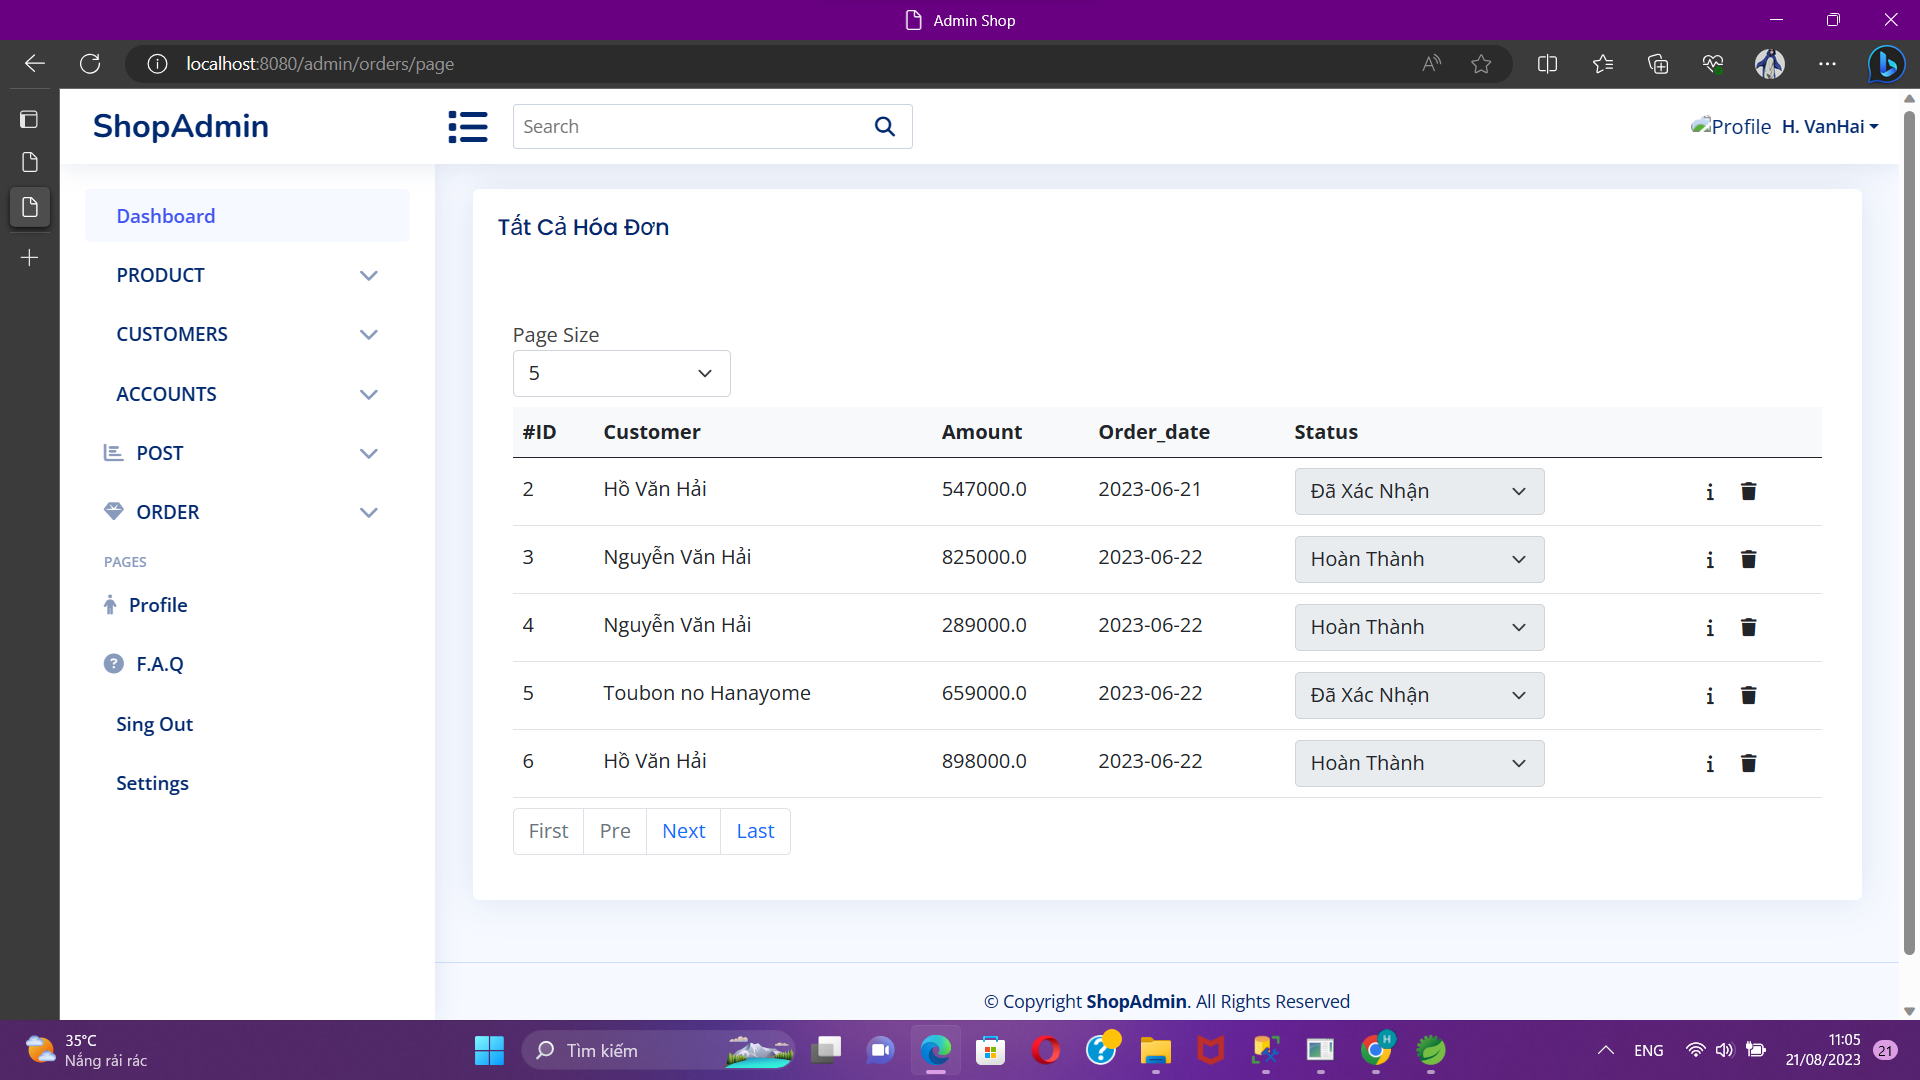 Admin Shop
localhost:8080/admin/orders/page
ShopAdmin
Search
Profile H. VanHai
Dashboard
PRODUCT
CUSTOMERS
ACCOUNTS
POST
ORDER
PAGES
Profile
F.A.Q
Sing Out
Settings
Tất Cả Hóa Đơn
Page Size
5
#ID Customer Amount Order_date Status
2 Hồ Văn Hải 547000.0 2023-06-21 Đã Xác Nhận
3 Nguyễn Văn Hải 825000.0 2023-06-22 Hoàn Thành
4 Nguyễn Văn Hải 289000.0 2023-06-22 Hoàn Thành
5 Toubon no Hanayome 659000.0 2023-06-22 Đã Xác Nhận
6 Hồ Văn Hải 898000.0 2023-06-22 Hoàn Thành
First Pre Next Last
© Copyright ShopAdmin. All Rights Reserved
35°C
Nắng rải rác
Tìm kiếm
H
ENG
11:05
21/08/2023
21